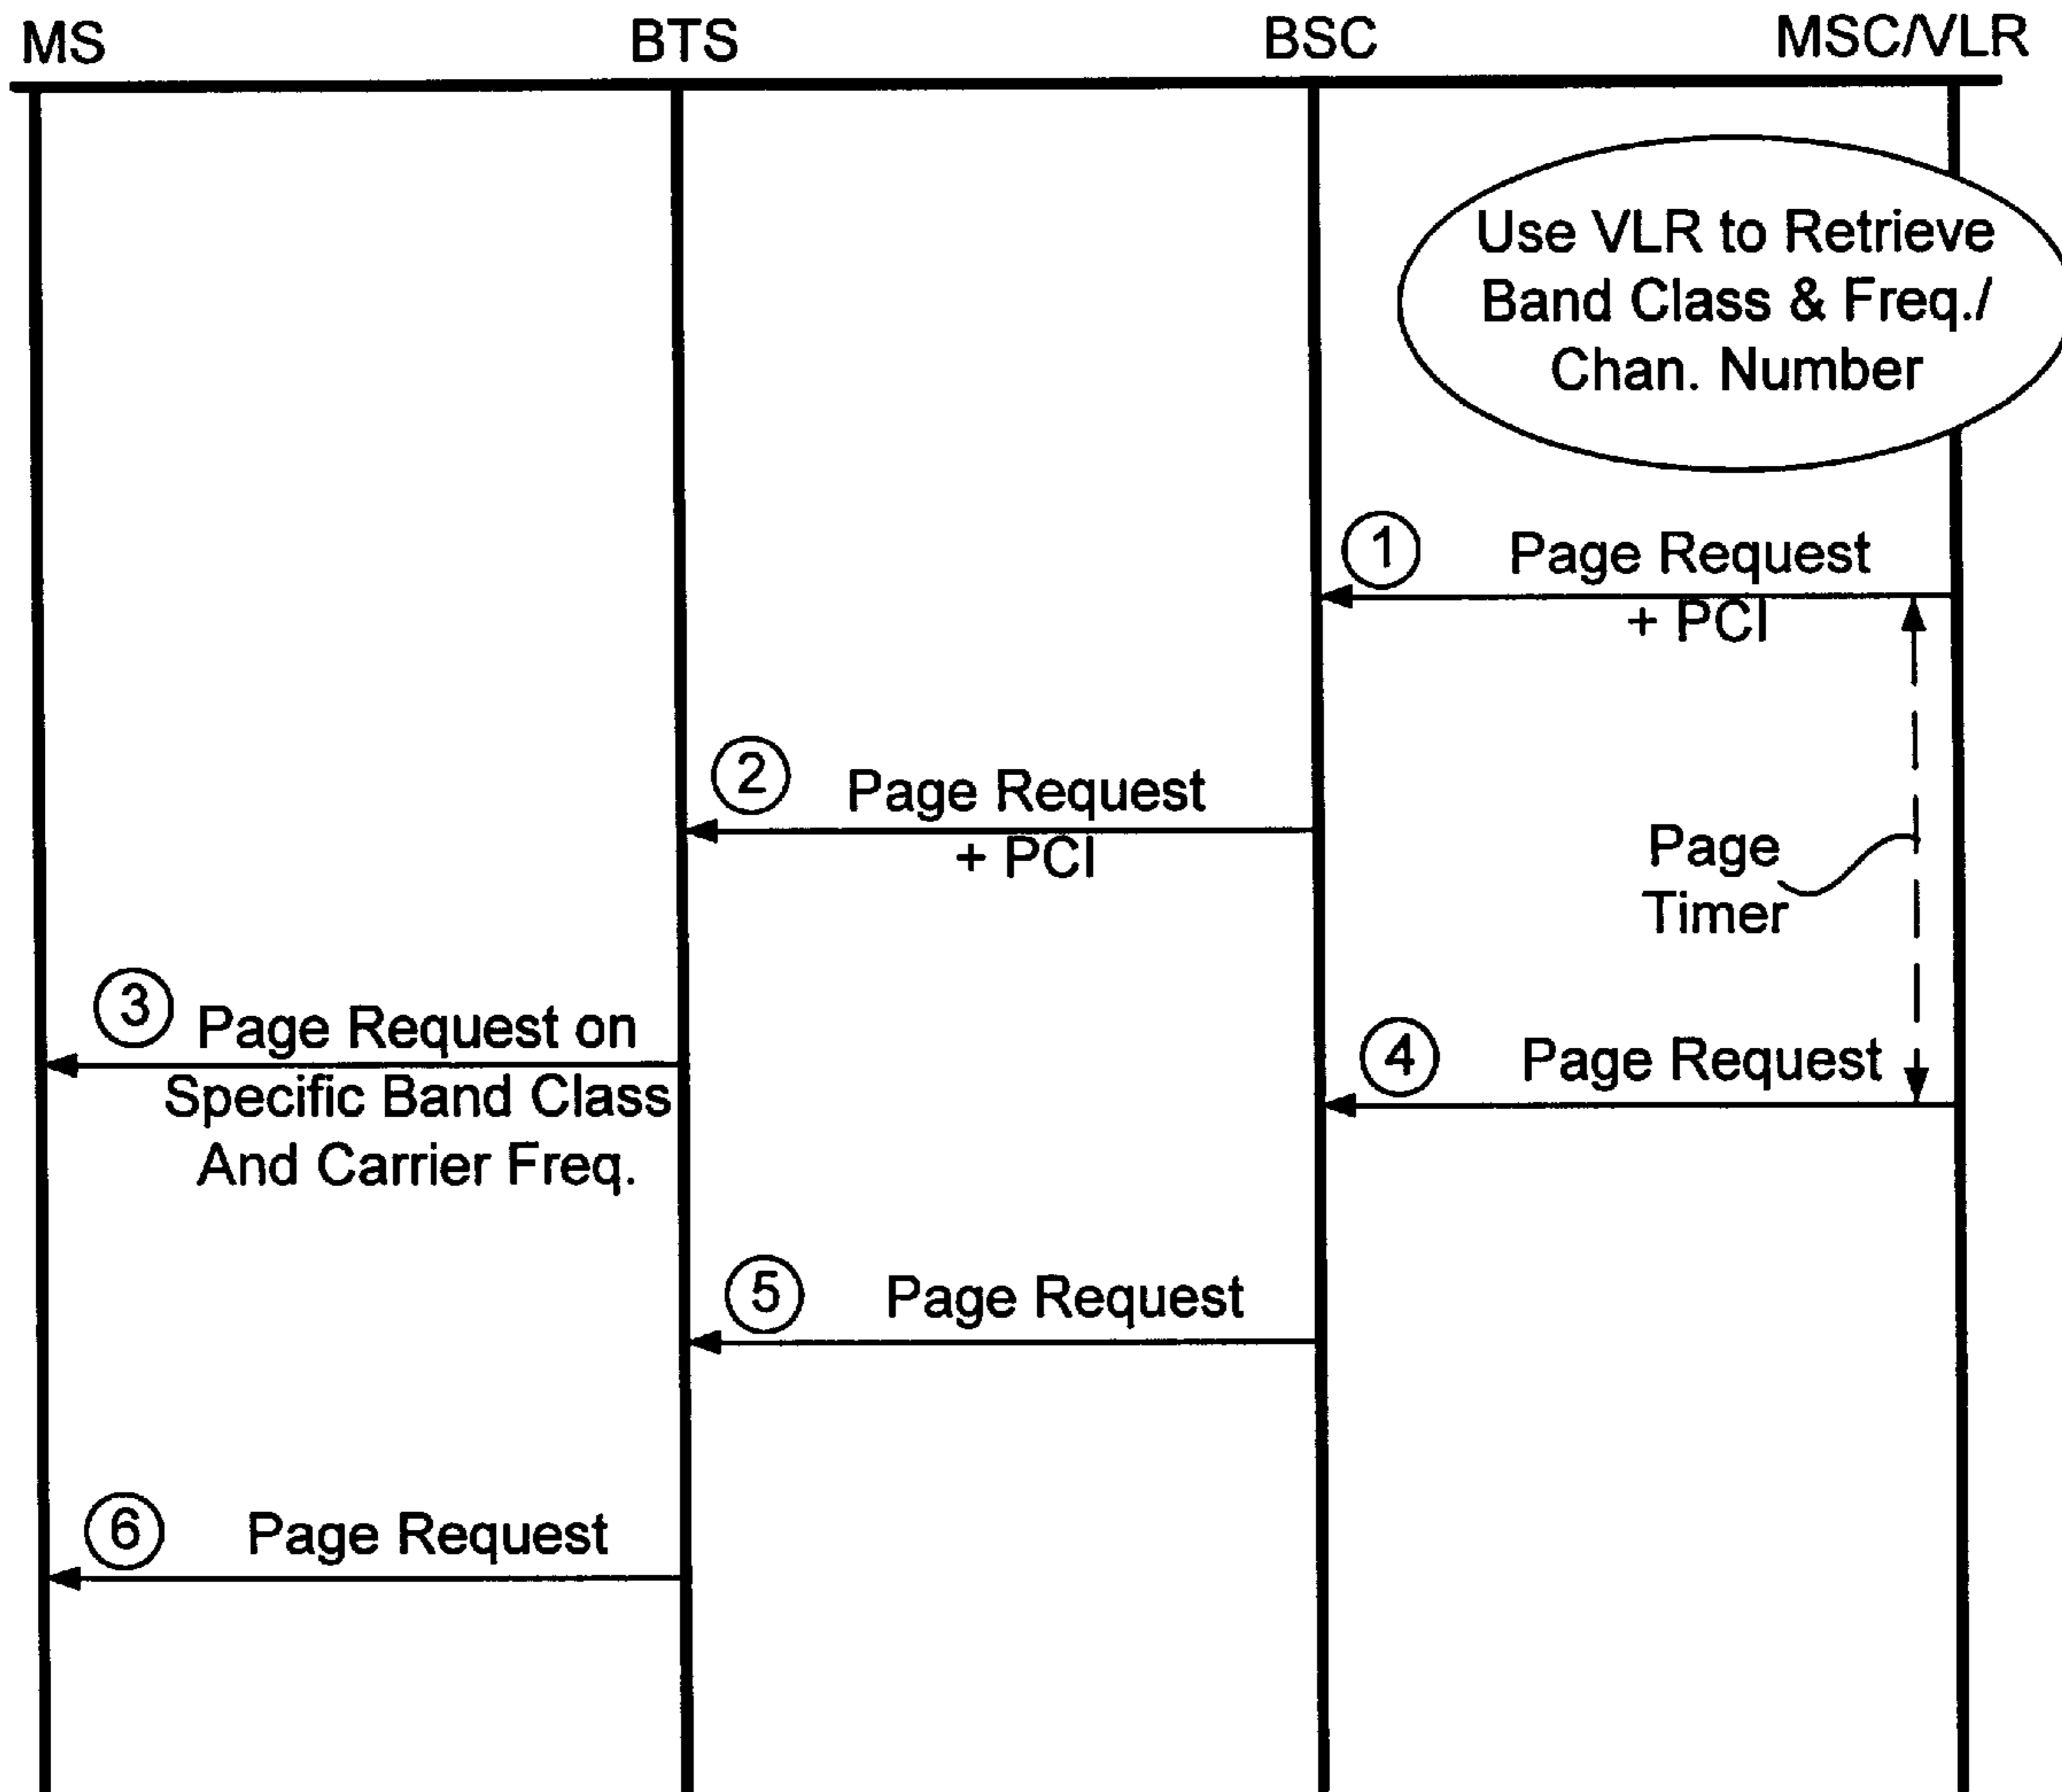 MS
BTS
BSC
MSC/VLR
Use VLR to Retrieve
Band Class & Freq./
Chan. Number
1
Page Request
+ PCI
2
Page Request
+ PCI
Page
Timer
3
Page Request on
Specific Band Class
And Carrier Freq.
4
Page Request
5
Page Request
6
Page Request